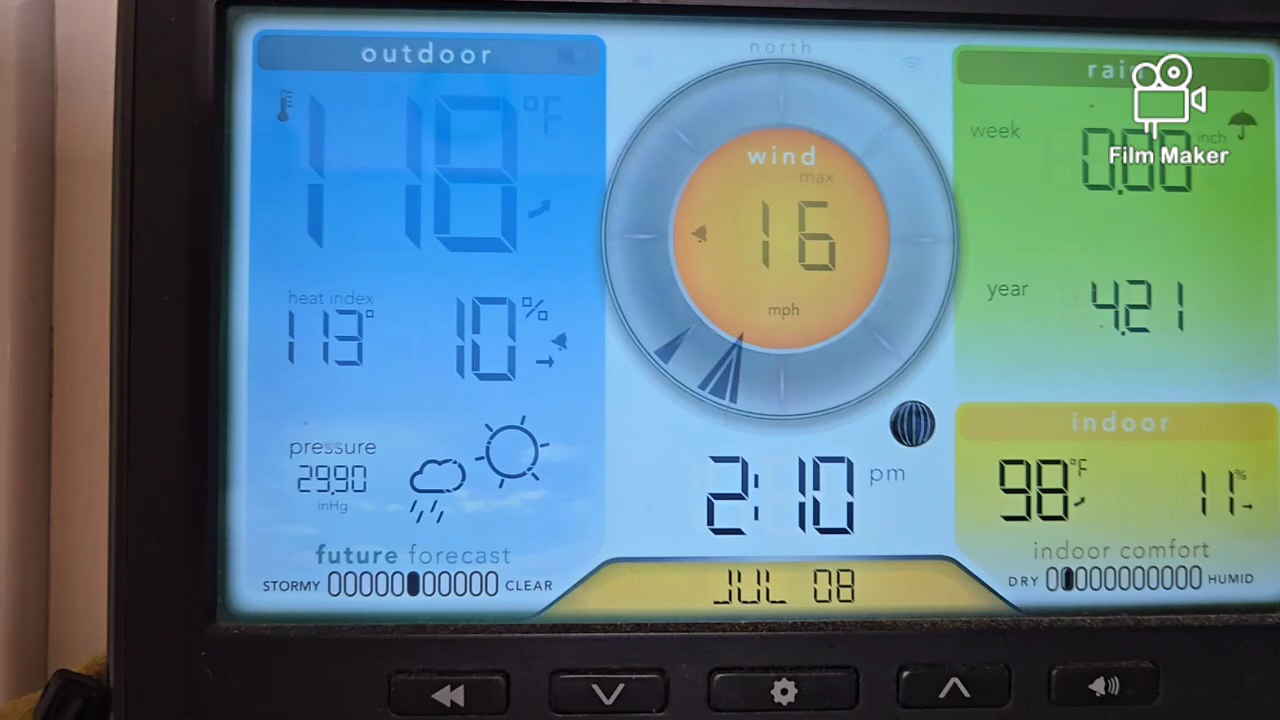 outdoor
118°F
heat index
113°
10%
pressure
29.90
inHg
future forecast
STORMY
CLEAR
north
wind
max
16
mph
2:10 pm
JUL 08
rain
week
0.00 inch
year
4.21
Film Maker
indoor
98°F
11%
indoor comfort
DRY
HUMID